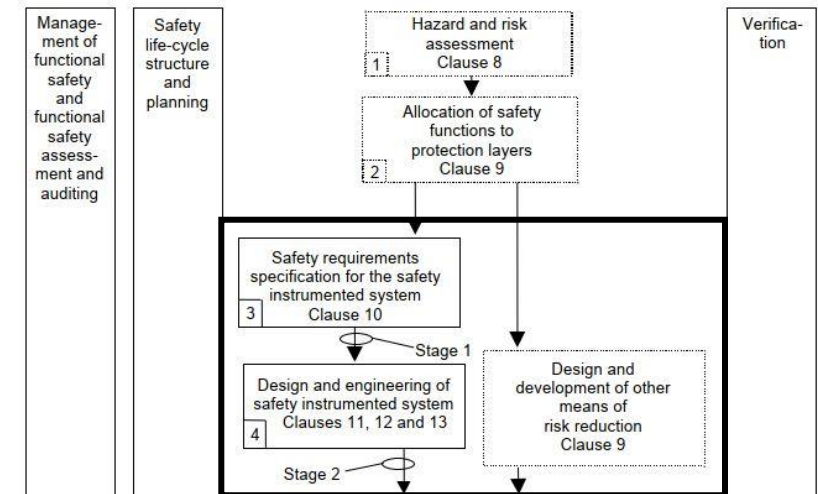 Manage-
ment of
functional
safety
and
functional
safety
assess-
ment and
auditing
Safety
life-cycle
structure
and
planning
Hazard and risk
assessment
Clause 8
1
Allocation of safety
functions to
protection layers
Clause 9
2
Safety requirements
specification for the safety
instrumented system
Clause 10
3
Stage 1
Design and engineering of
safety instrumented system
Clauses 11, 12 and 13
4
Stage 2
Design and
development of other
means of
risk reduction
Clause 9
Verifica-
tion